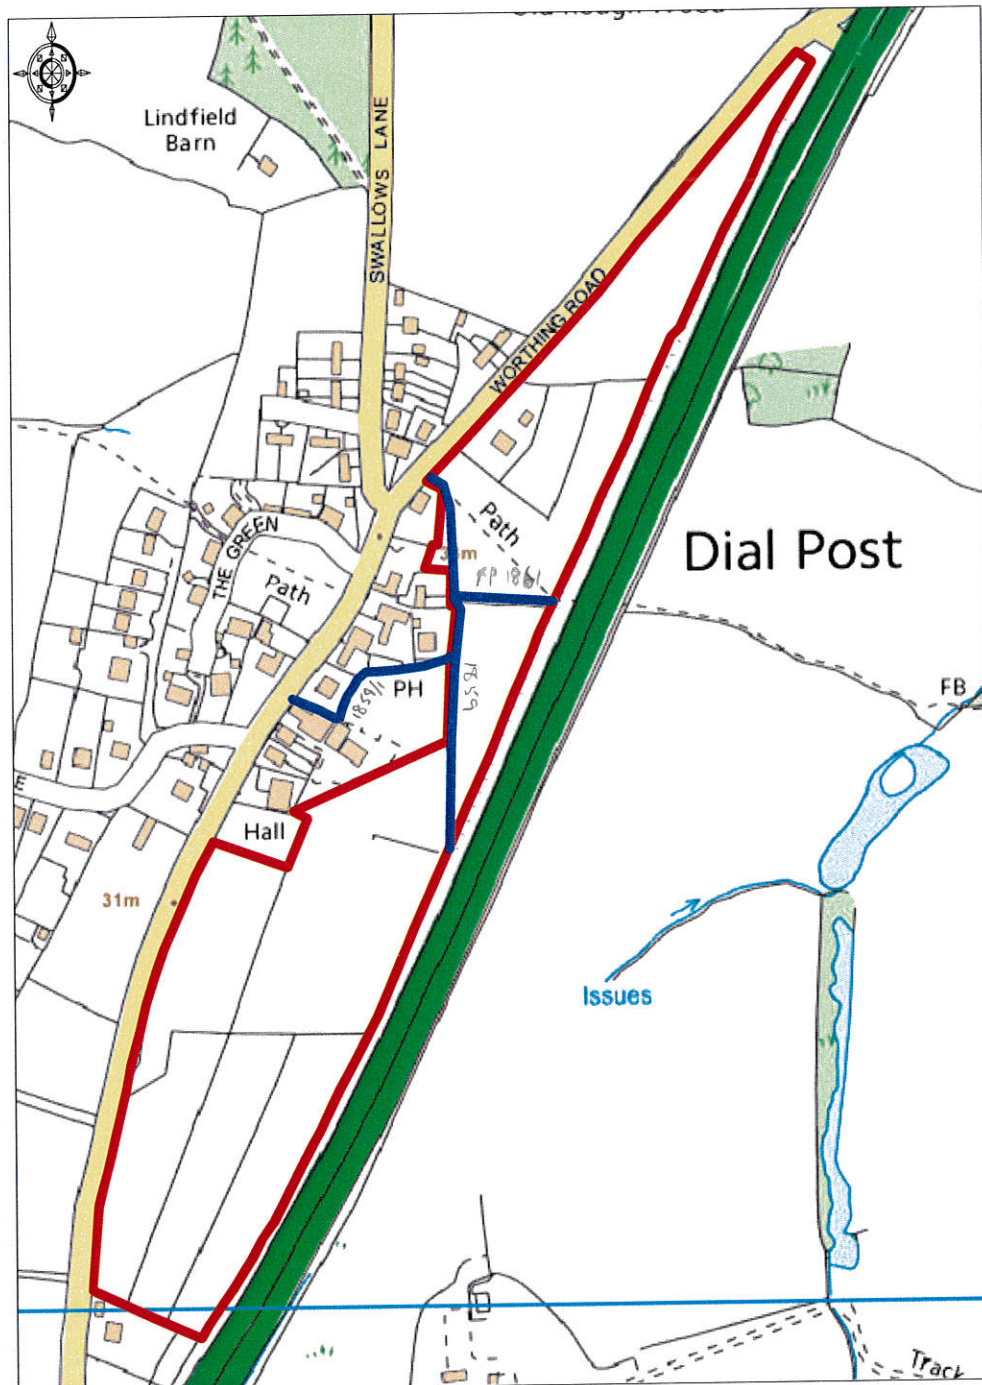 Lindfield
Barn
SWALLOWS LANE
WORTHING ROAD
Path
THE GREEN
Path
FP 1861
Dial Post
1859
1859/1
PH
FB
Hall
31m
Issues
Track